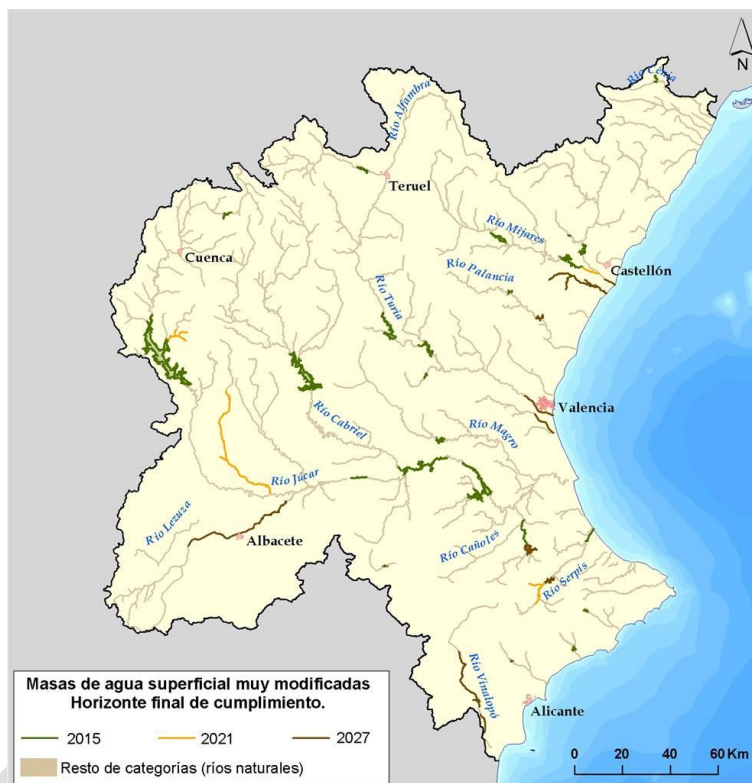 N
Río Cenia
Río Alfambra
Teruel
Río Mijares
Cuenca
Castellón
Río Palancia
Río Turia
Valencia
Río Cabriel
Río Magro
Río Júcar
Río Lezuza
Albacete
Río Cañoles
Río Serpis
Río Vinalopó
Alicante
Masas de agua superficial muy modificadas
Horizonte final de cumplimiento.
2015 2021 2027
Resto de categorías (ríos naturales)
0 20 40 60 Km